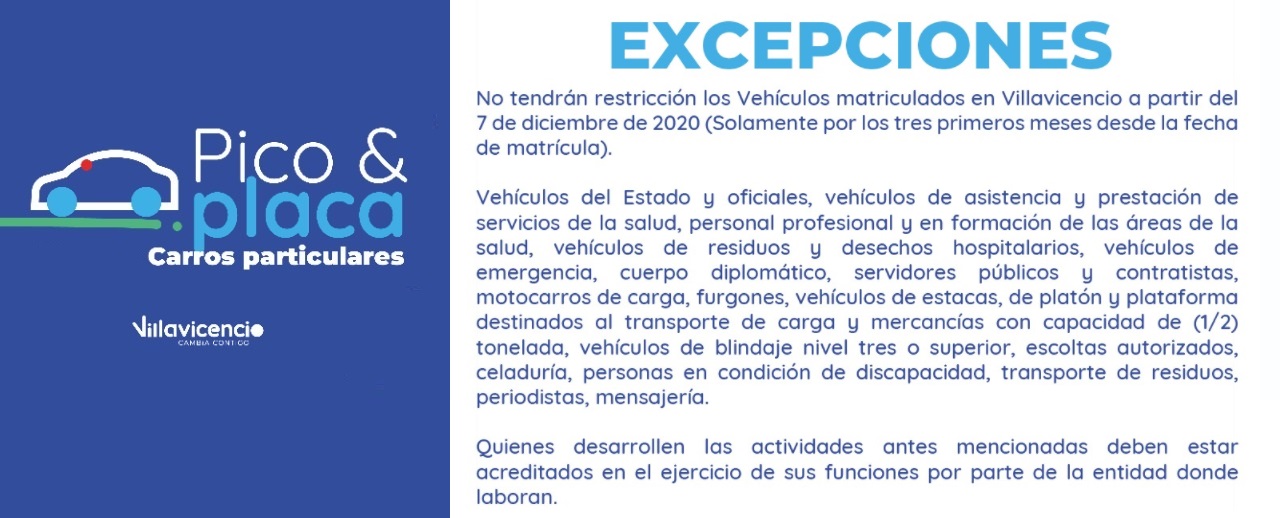 Pico &
placa
Carros particulares
Villavicencio
CAMBIA CONTIGO
EXCEPCIONES
No tendrán restricción los Vehículos matriculados en Villavicencio a partir del
7 de diciembre de 2020 (Solamente por los tres primeros meses desde la fecha
de matrícula).
Vehículos del Estado y oficiales, vehículos de asistencia y prestación de
servicios de la salud, personal profesional y en formación de las áreas de la
salud, vehículos de residuos y desechos hospitalarios, vehículos de
emergencia, cuerpo diplomático, servidores públicos y contratistas,
motocarros de carga, furgones, vehículos de estacas, de platón y plataforma
destinados al transporte de carga y mercancías con capacidad de (1/2)
tonelada, vehículos de blindaje nivel tres o superior, escoltas autorizados,
celaduría, personas en condición de discapacidad, transporte de residuos,
periodistas, mensajería.
Quienes desarrollen las actividades antes mencionadas deben estar
acreditados en el ejercicio de sus funciones por parte de la entidad donde
laboran.